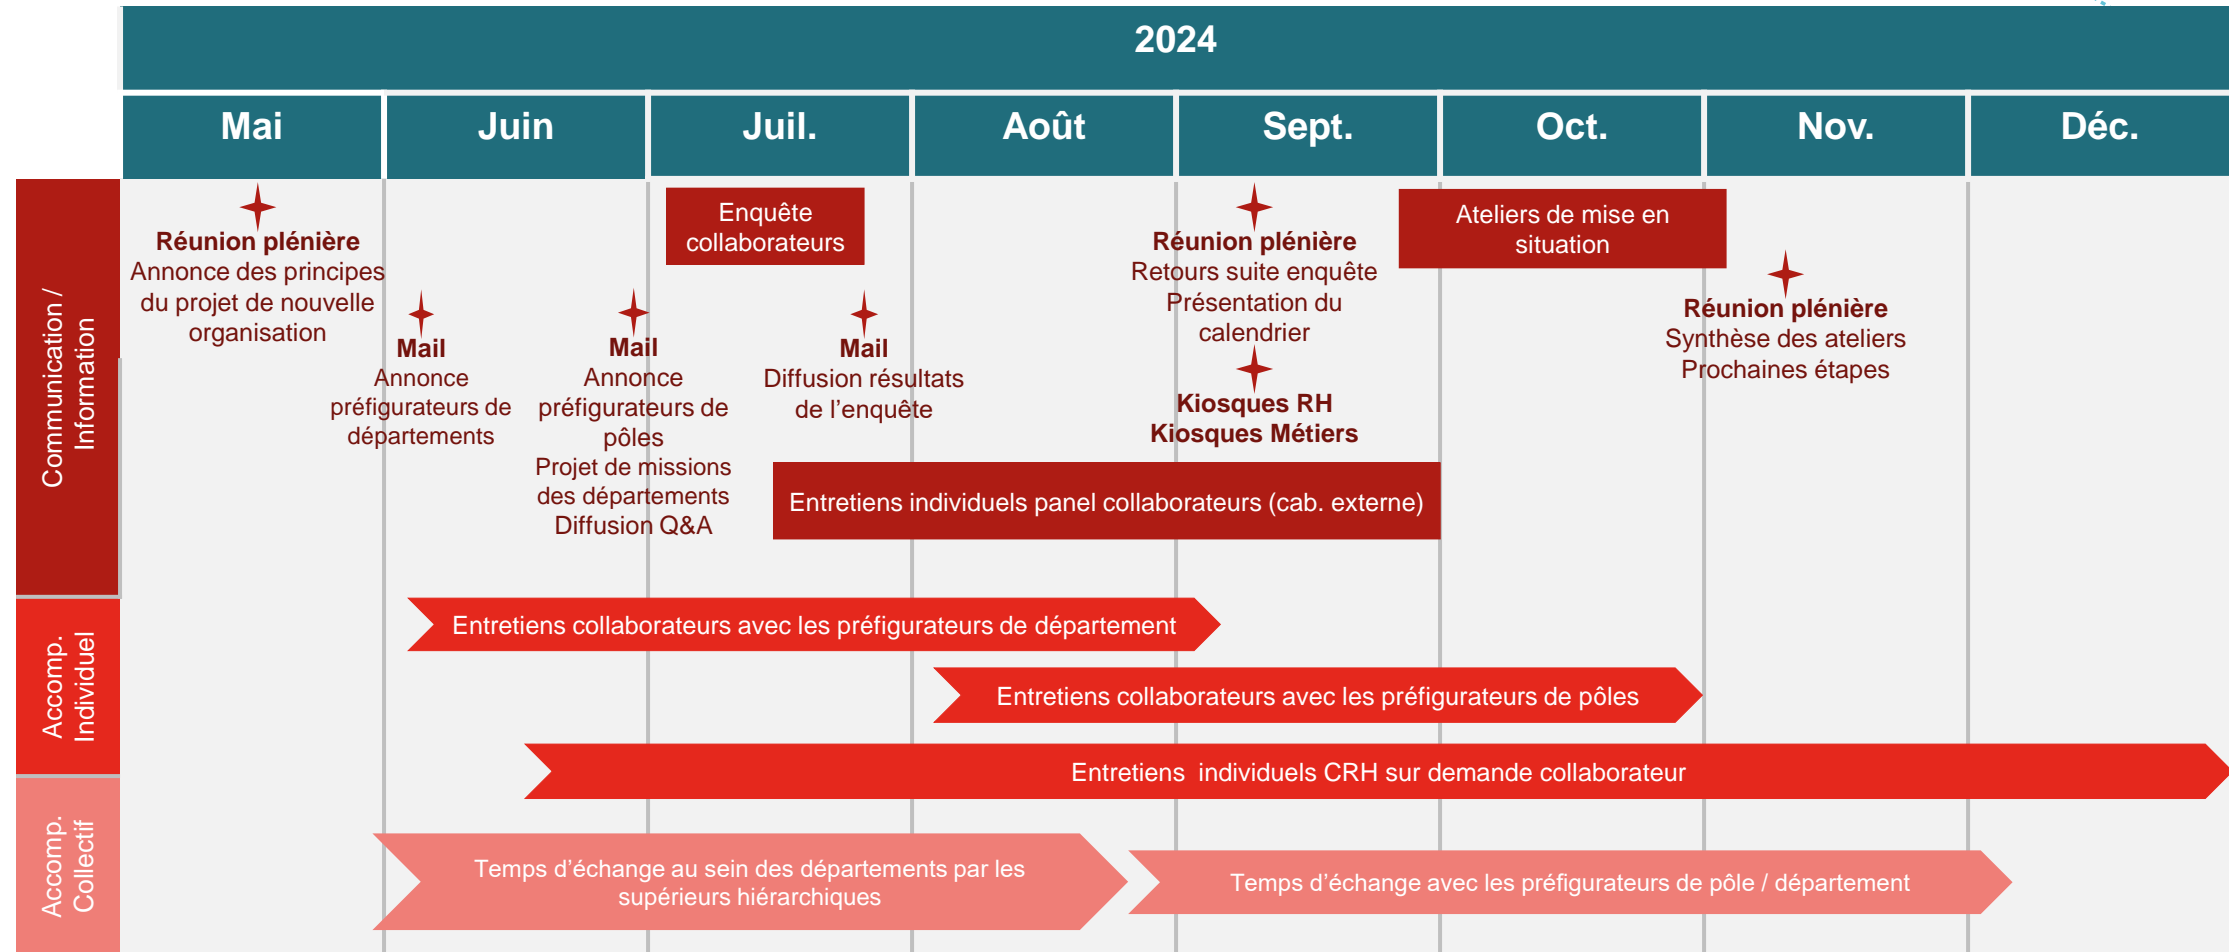 2024
Mai
Juin
Juil.
Août
Sept.
Oct.
Nov.
Déc.
Communication /
Information
Réunion plénière
Annonce des principes
du projet de nouvelle
organisation
Mail
Annonce
préfigurateurs de
départements
Mail
Annonce
préfigurateurs de
pôles
Projet de missions
des départements
Diffusion Q&A
Enquête
collaborateurs
Mail
Diffusion résultats
de l’enquête
Réunion plénière
Retours suite enquête
Présentation du
calendrier
Kiosques RH
Kiosques Métiers
Ateliers de mise en
situation
Réunion plénière
Synthèse des ateliers
Prochaines étapes
Entretiens individuels panel collaborateurs (cab. externe)
Accomp.
Individuel
Entretiens collaborateurs avec les préfigurateurs de département
Entretiens collaborateurs avec les préfigurateurs de pôles
Entretiens individuels CRH sur demande collaborateur
Accomp.
Collectif
Temps d’échange au sein des départements par les
supérieurs hiérarchiques
Temps d’échange avec les préfigurateurs de pôle / département